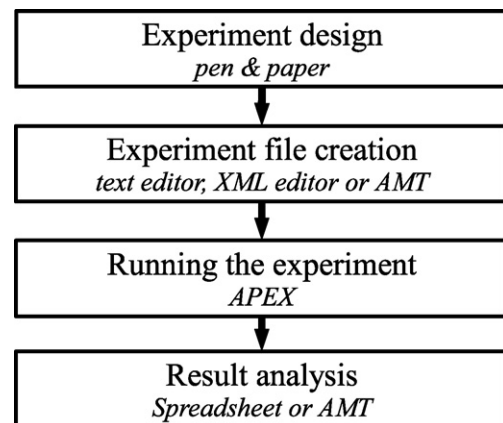 Experiment design
pen & paper
Experiment file creation
text editor, XML editor or AMT
Running the experiment
APEX
Result analysis
Spreadsheet or AMT